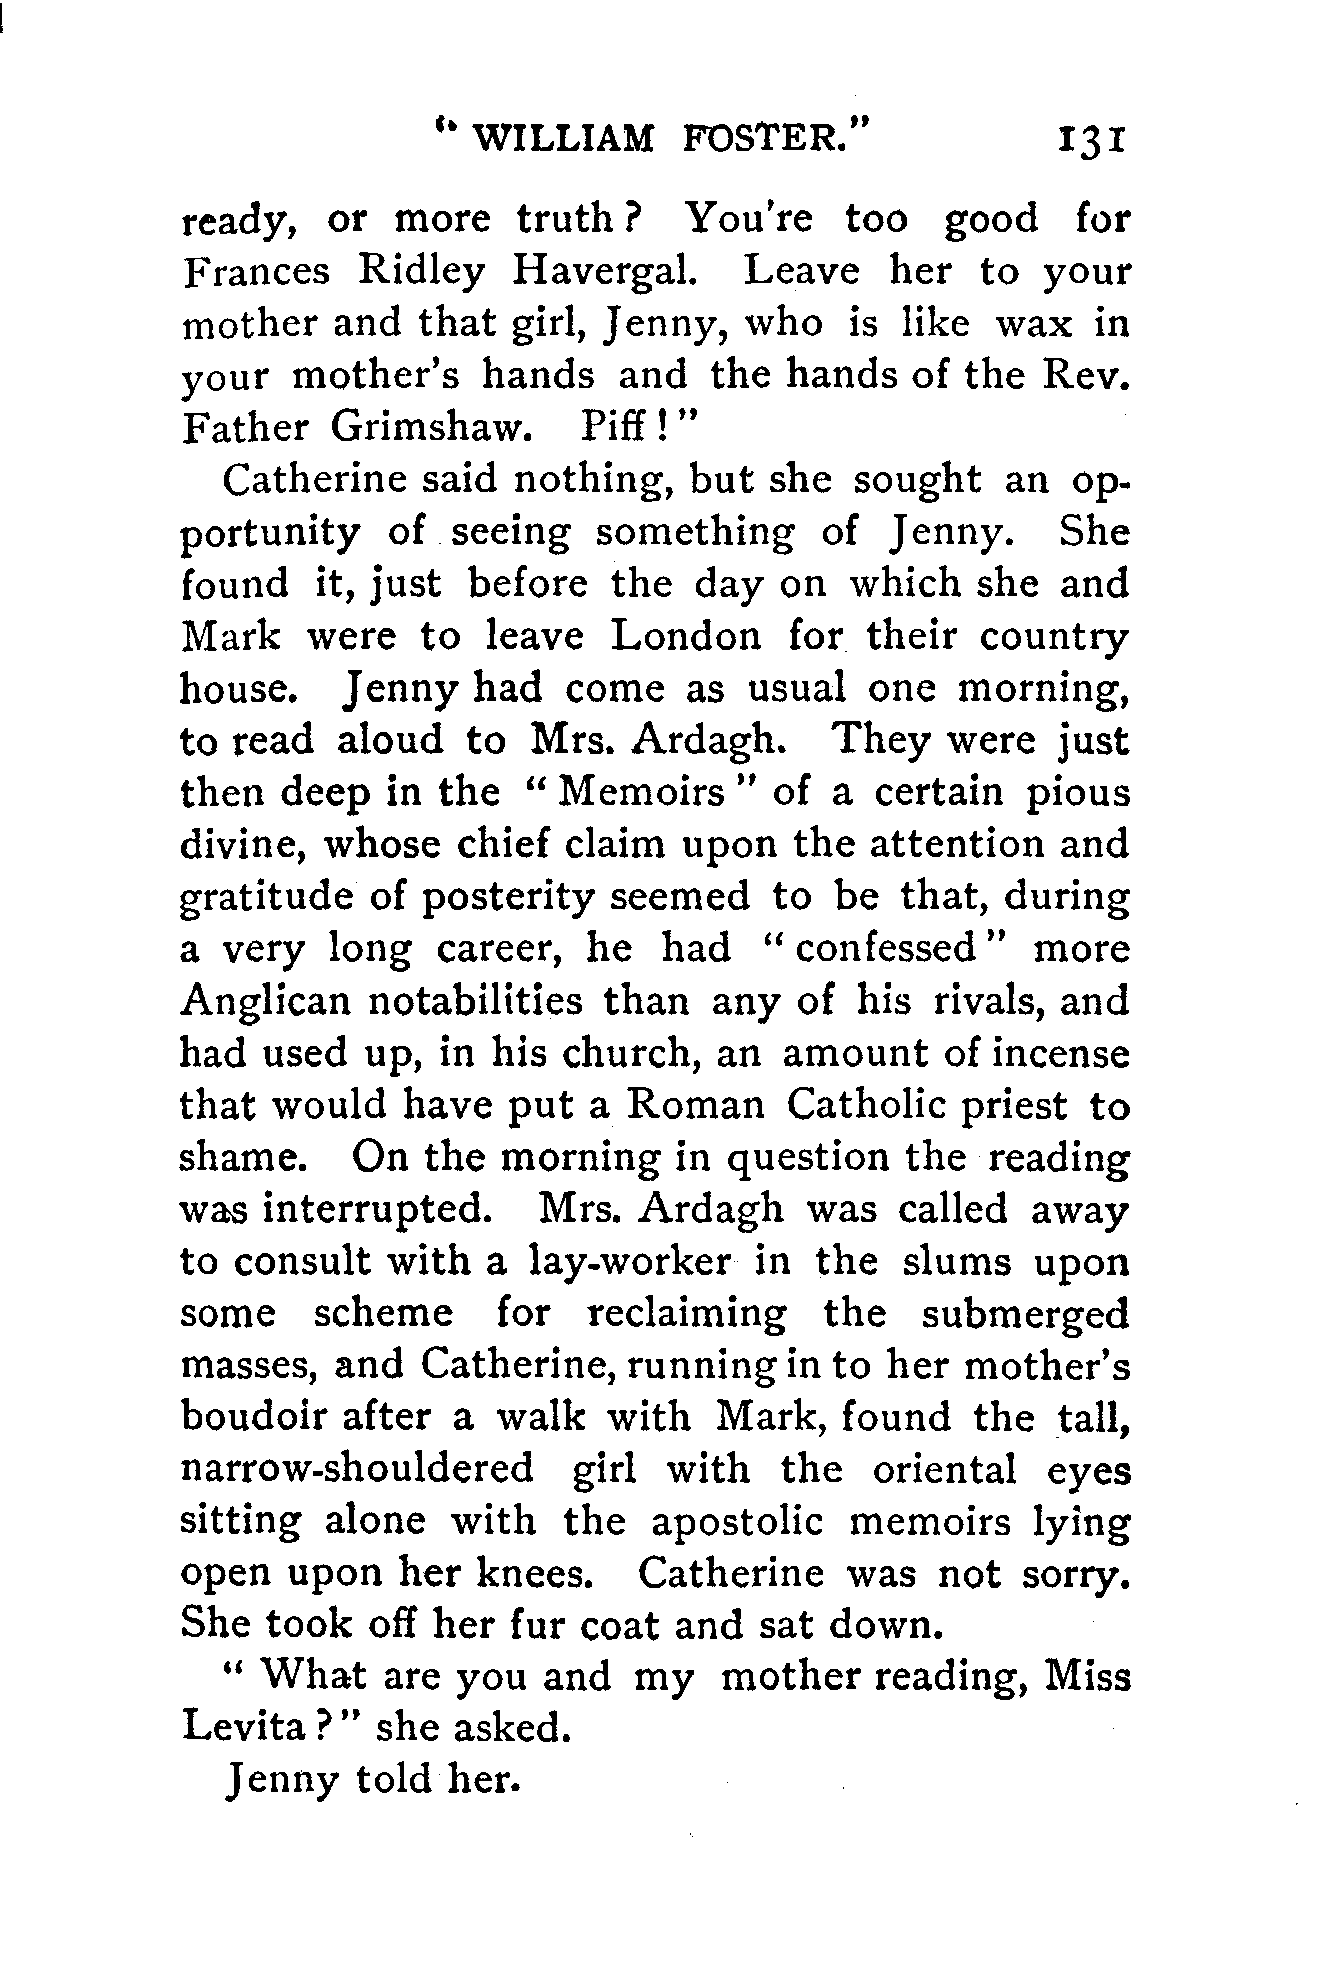 " WILLIAM FOSTER." 131
ready, or more truth? You're too good for
Frances Ridley Havergal. Leave her to your
mother and that girl, Jenny, who is like wax in
your mother's hands and the hands of the Rev.
Father Grimshaw. Piff!"
Catherine said nothing, but she sought an op-
portunity of seeing something of Jenny. She
found it, just before the day on which she and
Mark were to leave London for their country
house. Jenny had come as usual one morning,
to read aloud to Mrs. Ardagh. They were just
then deep in the "Memoirs" of a certain pious
divine, whose chief claim upon the attention and
gratitude of posterity seemed to be that, during
a very long career, he had "confessed" more
Anglican notabilities than any of his rivals, and
had used up, in his church, an amount of incense
that would have put a Roman Catholic priest to
shame. On the morning in question the reading
was interrupted. Mrs. Ardagh was called away
to consult with a lay-worker in the slums upon
some scheme for reclaiming the submerged
masses, and Catherine, running in to her mother's
boudoir after a walk with Mark, found the tall,
narrow-shouldered girl with the oriental eyes
sitting alone with the apostolic memoirs lying
open upon her knees. Catherine was not sorry.
She took off her fur coat and sat down.
"What are you and my mother reading, Miss
Levita?" she asked.
Jenny told her.